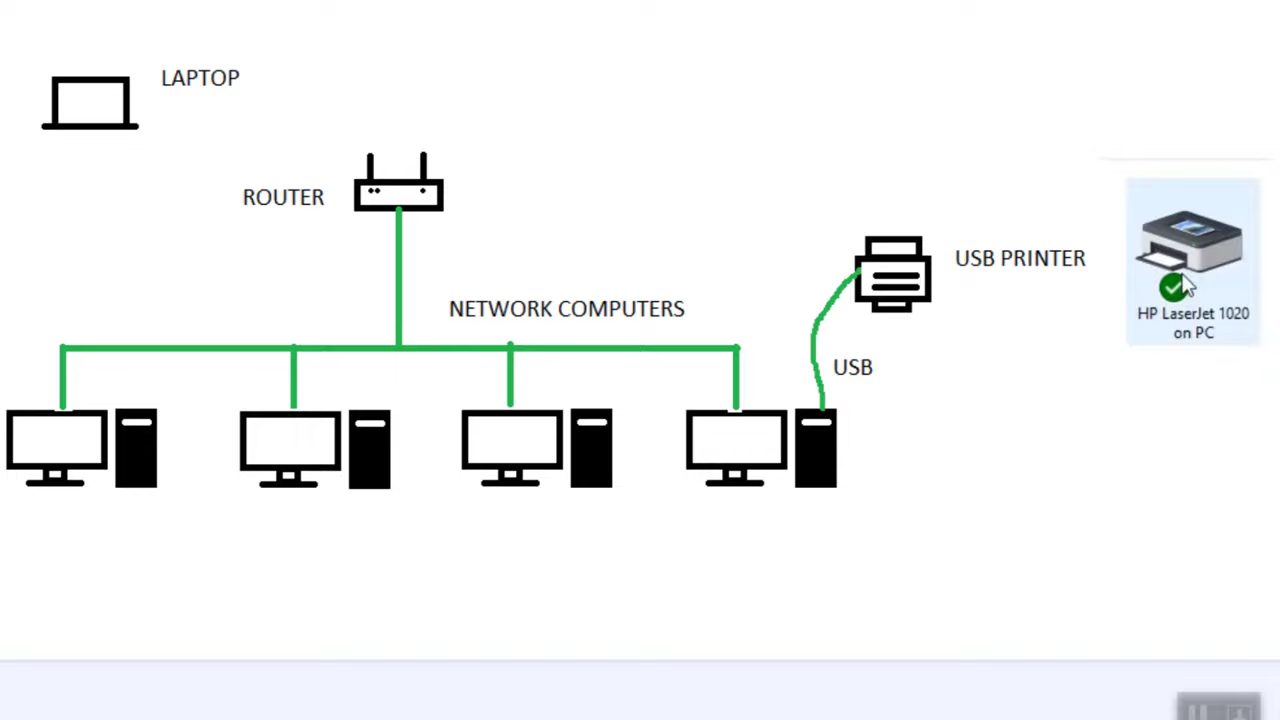 LAPTOP
ROUTER
USB PRINTER
NETWORK COMPUTERS
HP LaserJet 1020
on PC
USB